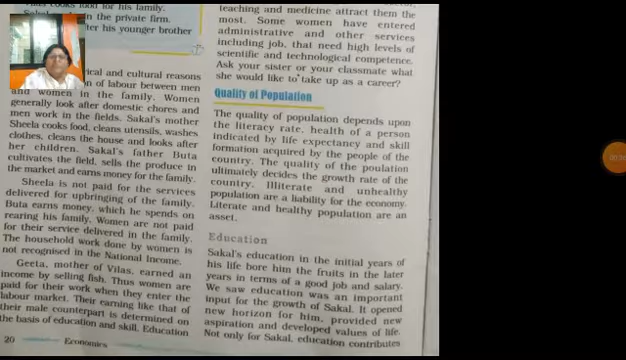 cooks food for his family.
in the private firm.
his younger brother
and cultural reasons
of labour between men
and women in the family. Women
generally look after domestic chores and
men work in the fields. Sakal's mother
Sheela cooks food, cleans utensils, washes
clothes, cleans the house and looks after
her children. Sakal's father Buta
cultivates the field, sells the produce in
the market and earns money for the family.
Sheela is not paid for the services
delivered for upbringing of the family.
Buta earns money, which he spends on
rearing his family. Women are not paid
for their service delivered in the family.
The household work done by women is
not recognised in the National Income.
Geeta, mother of Vilas, earned an
income by selling fish. Thus women are
paid for their work when they enter the
labour market. Their earning like that of
their male counterpart is determined on
the basis of education and skill. Education
20
Economics
teaching and medicine attract them the
most. Some women have entered
administrative and other services
including job, that need high levels of
scientific and technological competence.
Ask your sister or your classmate what
she would like to take up as a career?
Quality of Population
The quality of population depends upon
the literacy rate, health of a person
indicated by life expectancy and skill
formation acquired by the people of the
country. The quality of the poulation
ultimately decides the growth rate of the
country. Illiterate and unhealthy
population are a liability for the economy.
Literate and healthy population are an
asset.
Education
Sakal's education in the initial years of
his life bore him the fruits in the later
years in terms of a good job and salary.
We saw education was an important
input for the growth of Sakal. It opened
new horizon for him, provided new
aspiration and developed values of life.
Not only for Sakal, education contributes